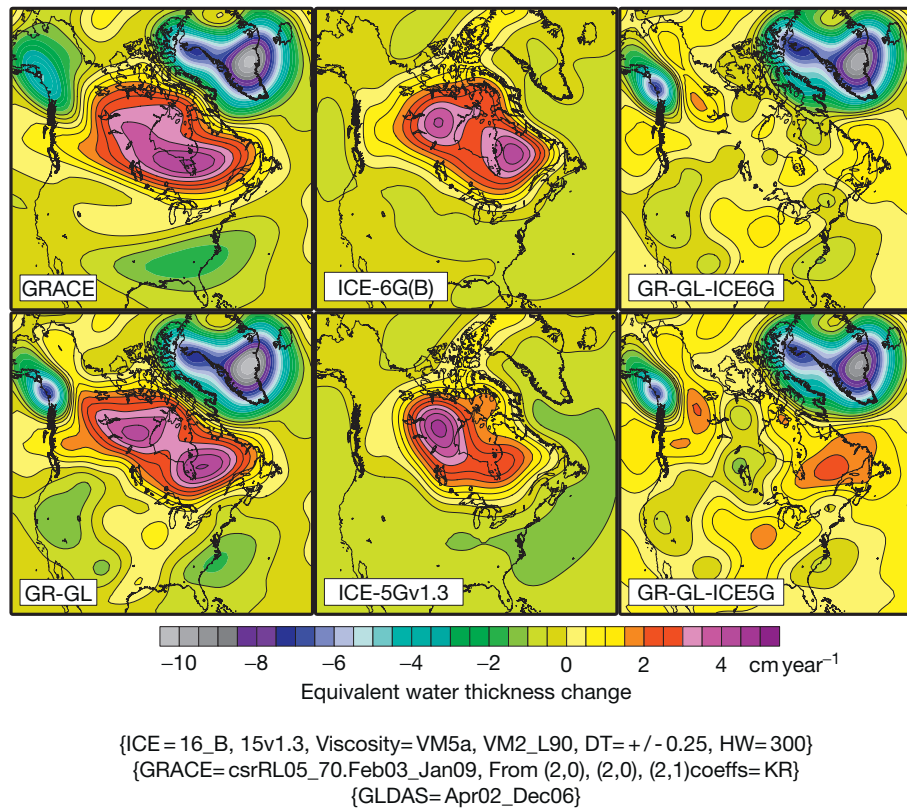 GRACE
ICE-6G(B)
GR-GL-ICE6G
GR-GL
ICE-5Gv1.3
GR-GL-ICE5G
−10 −8 −6 −4 −2 0 2 4 cm year−1
Equivalent water thickness change
{ICE=16_B, 15v1.3, Viscosity=VM5a, VM2_L90, DT=+/-0.25, HW=300}
{GRACE=csrRL05_70.Feb03_Jan09, From (2,0), (2,0), (2,1)coeffs=KR}
{GLDAS=Apr02_Dec06}